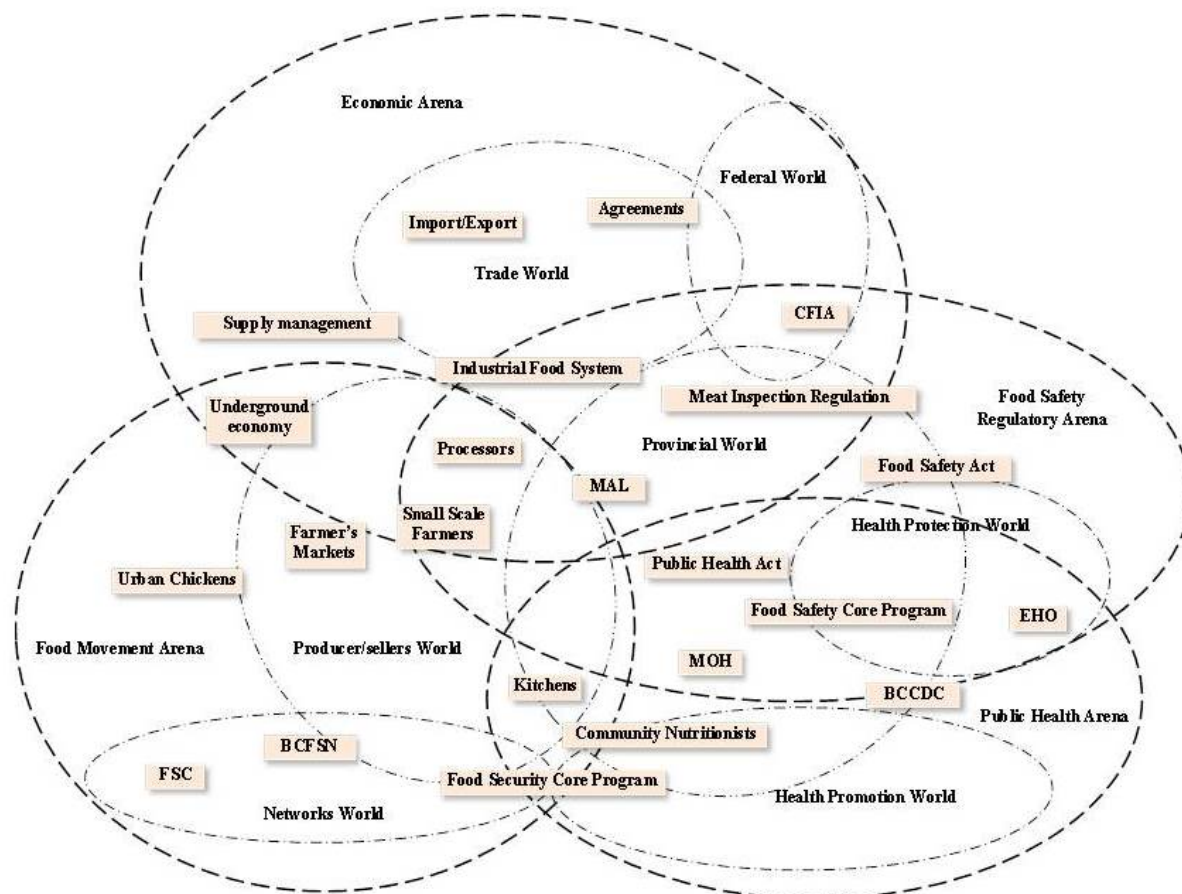 Economic Arena
Federal World
Agreements
Import/Export
Trade World
CFIA
Supply management
Industrial Food System
Meat Inspection Regulation
Food Safety
Regulatory Arena
Underground
economy
Processors
Provincial World
Food Safety Act
MAL
Small Scale
Farmers
Farmer's
Markets
Health Protection World
Public Health Act
Urban Chickens
Food Safety Core Program
EHO
Food Movement Arena
Producer/sellers World
MOH
Kitchens
BCCDC
Public Health Arena
Community Nutritionists
BCFSN
FSC
Food Security Core Program
Health Promotion World
Networks World